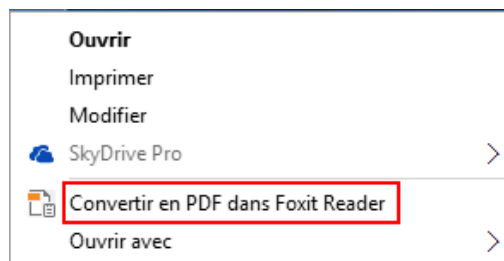 Ouvrir
Imprimer
Modifier
SkyDrive Pro
Convertir en PDF dans Foxit Reader
Ouvrir avec